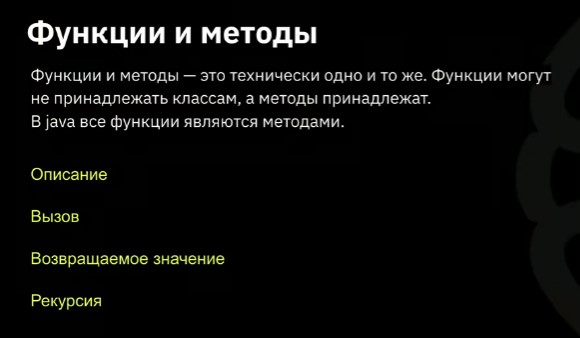 Функции и методы
Функции и методы — это технически одно и то же. Функции могут
не принадлежать классам, а методы принадлежат.
В java все функции являются методами.
Описание
Вызов
Возвращаемое значение
Рекурсия